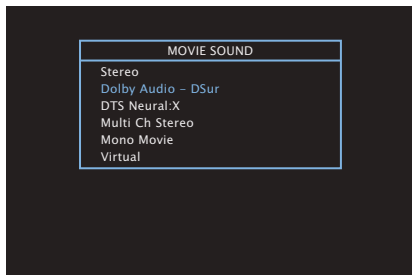 MOVIE SOUND
Stereo
Dolby Audio – DSur
DTS Neural:X
Multi Ch Stereo
Mono Movie
Virtual